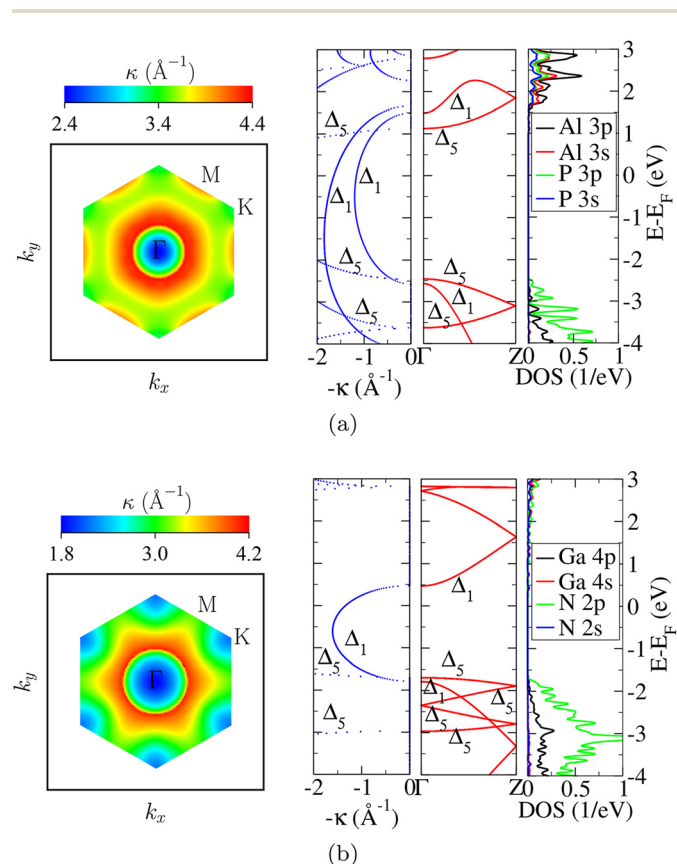 κ (Å⁻¹)
2.4 3.4 4.4
M
K
Γ
k_y
k_x
Δ₅
Δ₁
Δ₁
Δ₅
Δ₅
-2 -1 0
-κ (Å⁻¹)
Δ₁
Δ₅
Δ₅
Δ₁
Δ₅
Γ Z
Al 3p
Al 3s
P 3p
P 3s
3
2
1
0
-1
-2
-3
-4
E-E_F (eV)
0 0.5 1
DOS (1/eV)
(a)
κ (Å⁻¹)
1.8 3.0 4.2
M
K
Γ
k_y
k_x
Δ₁
Δ₅
Δ₅
-2 -1 0
-κ (Å⁻¹)
Δ₁
Δ₅
Δ₁
Δ₅
Δ₅
Δ₅
Γ Z
Ga 4p
Ga 4s
N 2p
N 2s
3
2
1
0
-1
-2
-3
-4
E-E_F (eV)
0 0.5 1
DOS (1/eV)
(b)